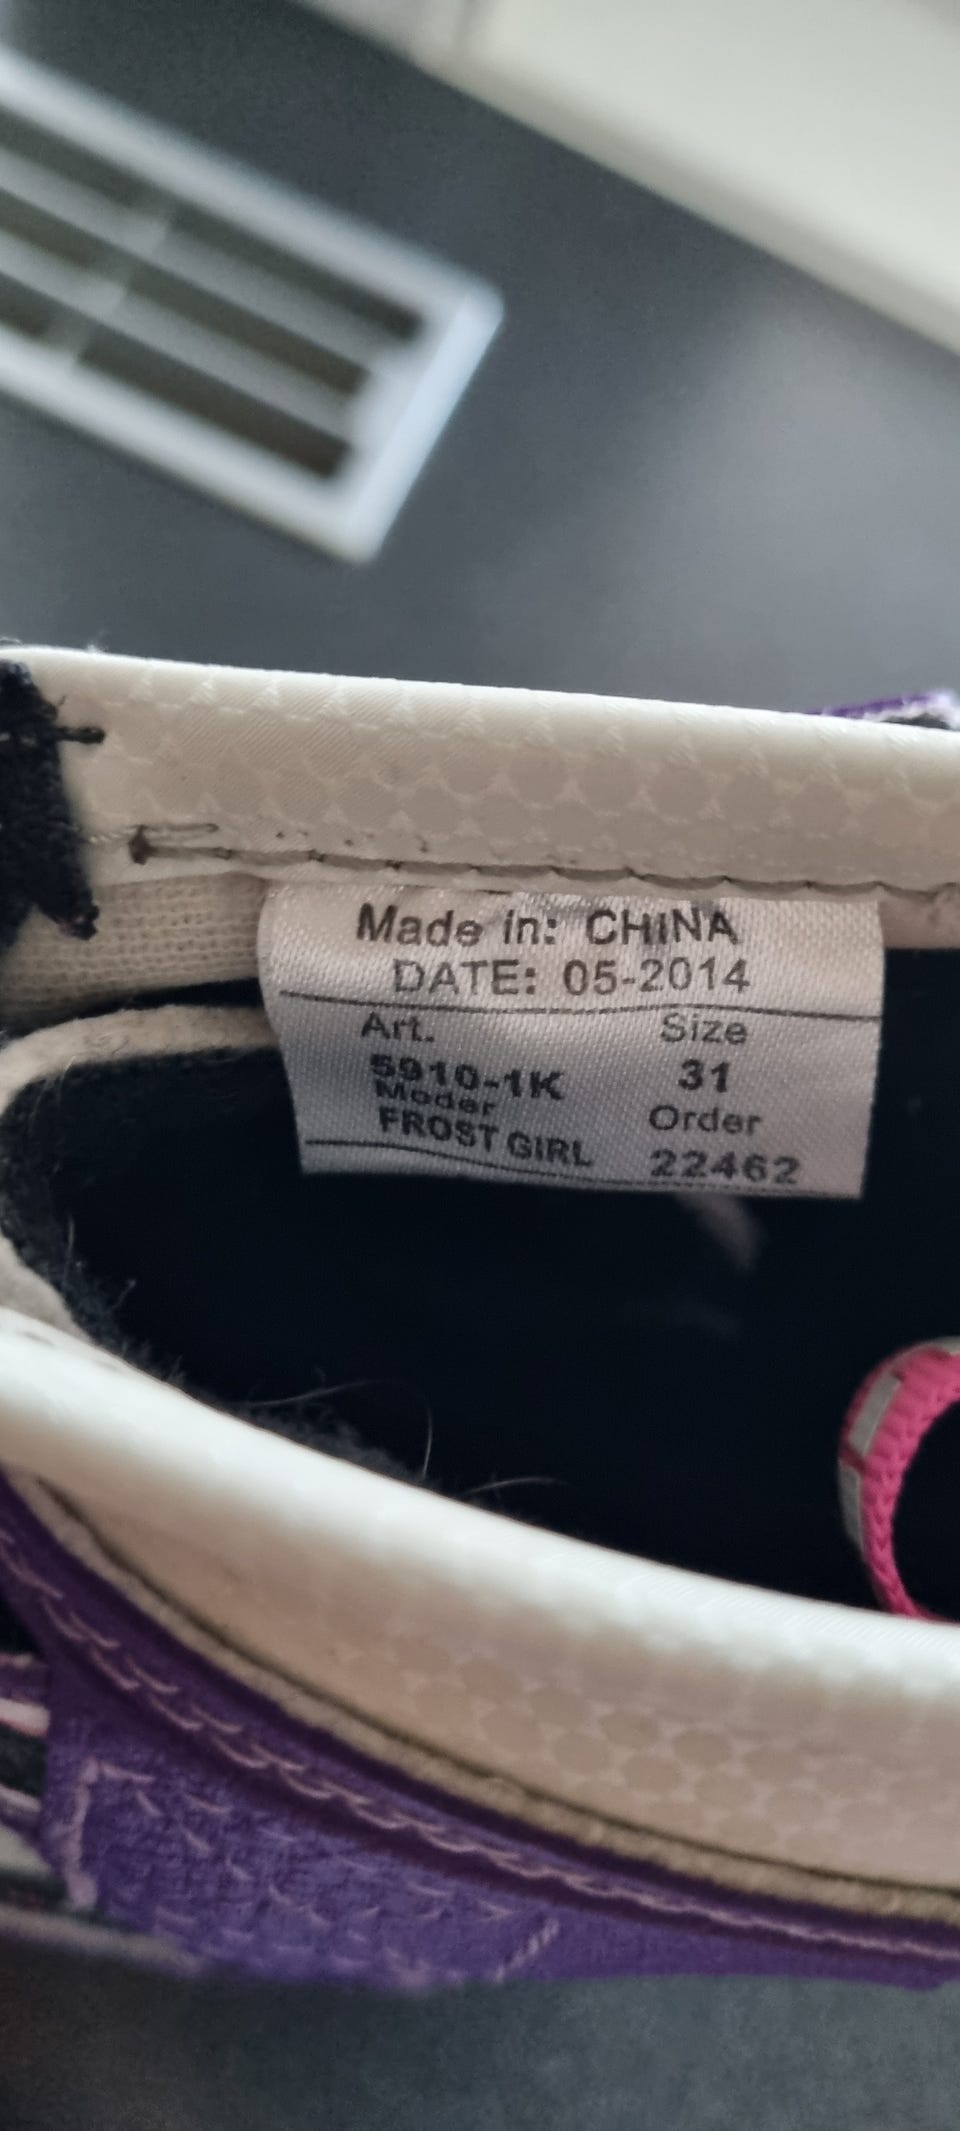 Made in: CHINA
DATE: 05-2014
Art. Size
5910-1K 31
Moder Order
FROST GIRL 22462